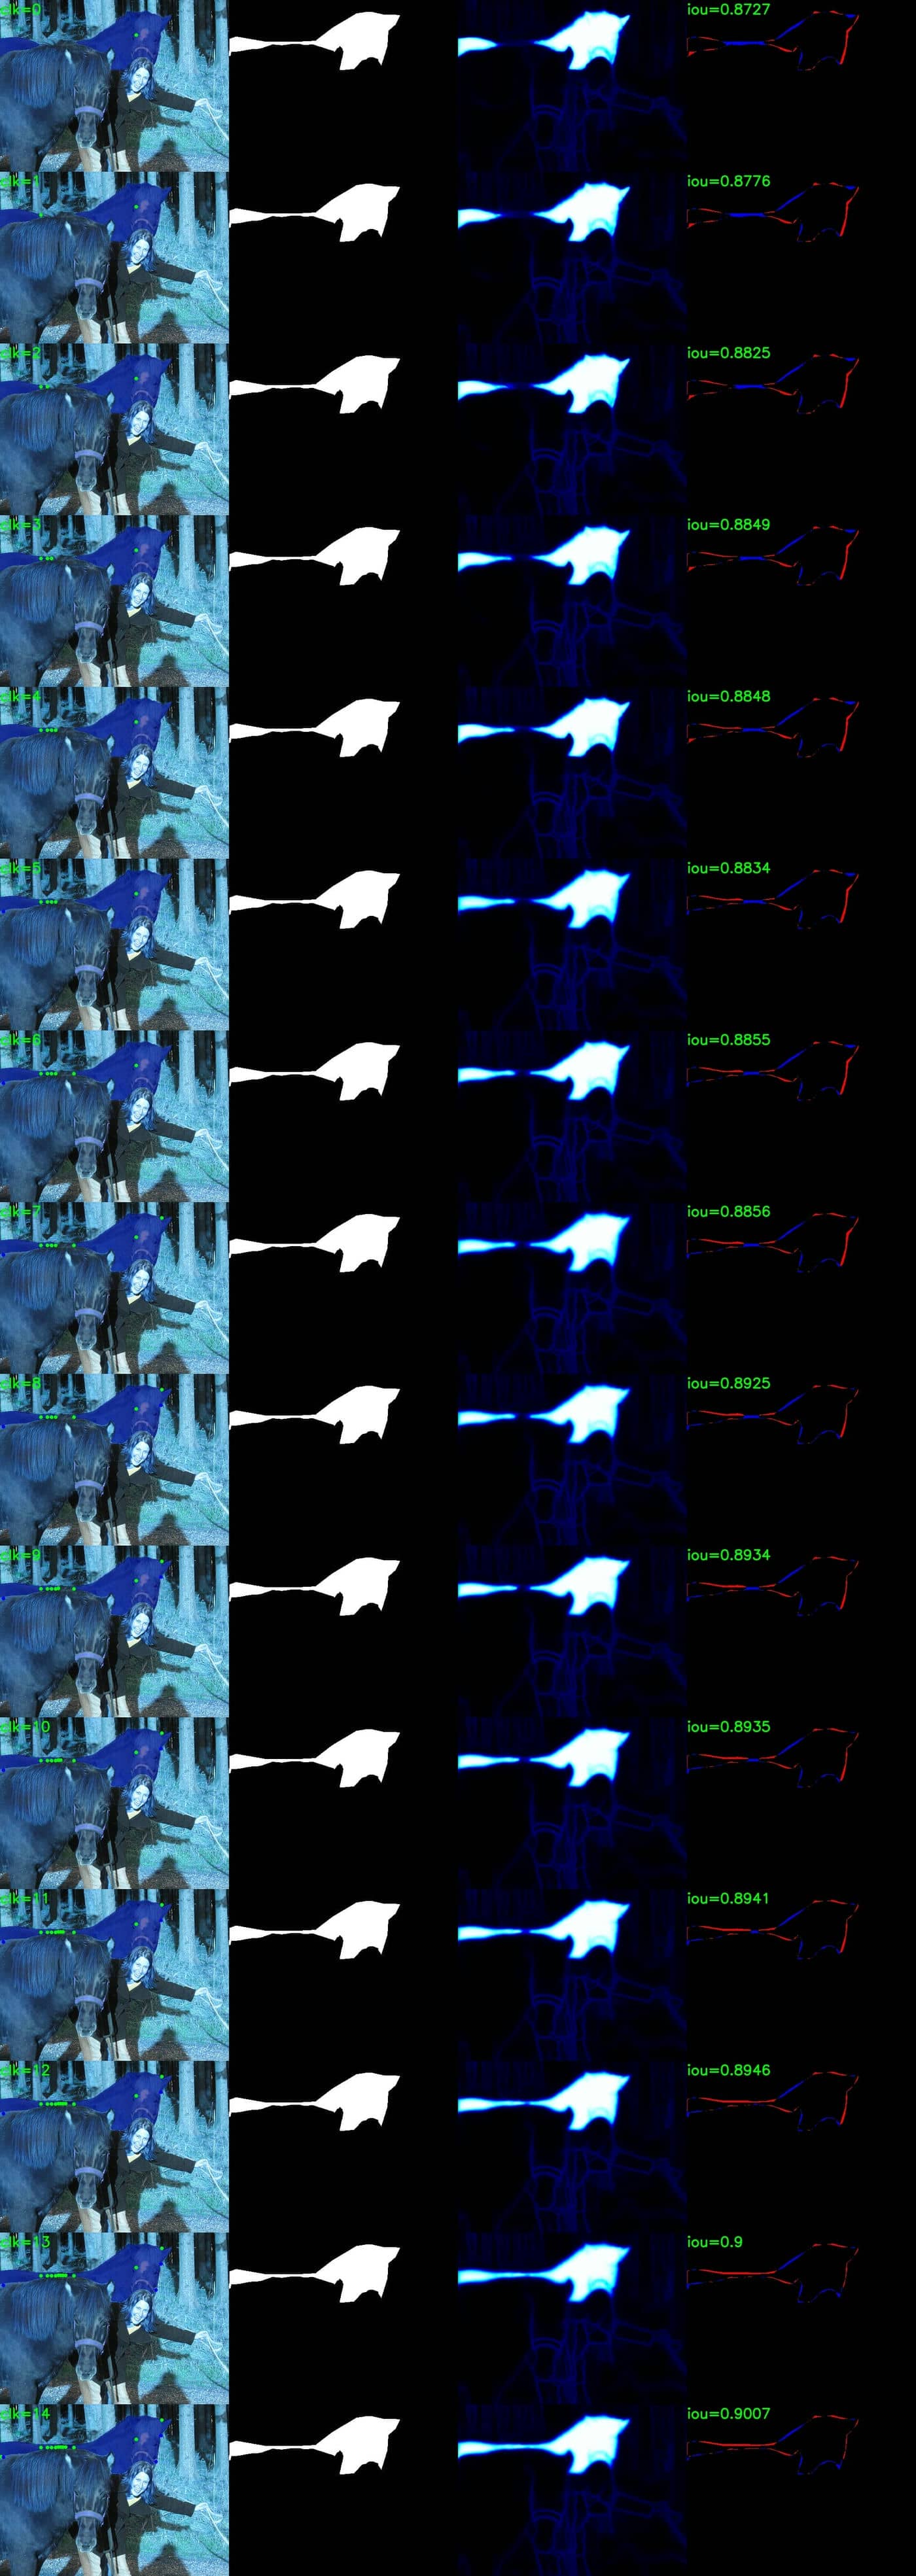 clk=0 iou=0.8727
clk=1 iou=0.8776
clk=2 iou=0.8825
clk=3 iou=0.8849
clk=4 iou=0.8848
clk=5 iou=0.8834
clk=6 iou=0.8855
clk=7 iou=0.8856
clk=8 iou=0.8925
clk=9 iou=0.8934
clk=10 iou=0.8935
clk=11 iou=0.8941
clk=12 iou=0.8946
clk=13 iou=0.9
clk=14 iou=0.9007